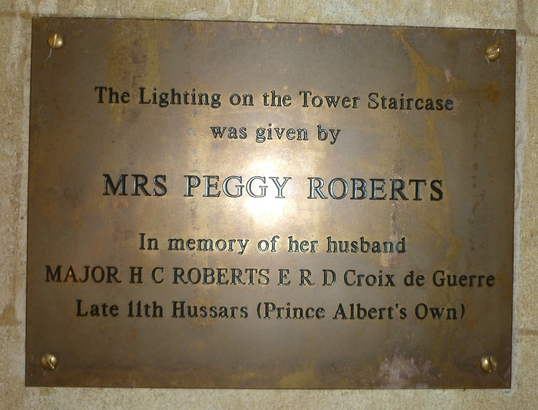 The Lighting on the Tower Staircase
was given by
MRS PEGGY ROBERTS
In memory of her husband
MAJOR H C ROBERTS E R D Croix de Guerre
Late 11th Hussars (Prince Albert's Own)